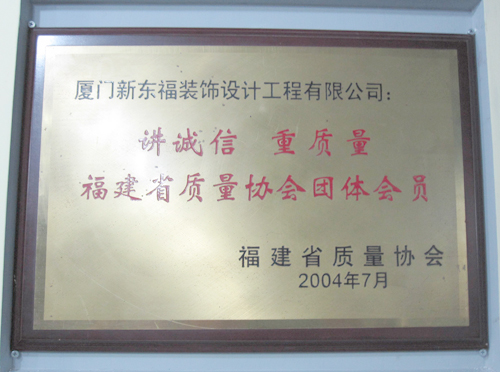 厦门新东福装饰设计工程有限公司：
讲诚信 重质量
福建省质量协会团体会员
福建省质量协会
2004年7月